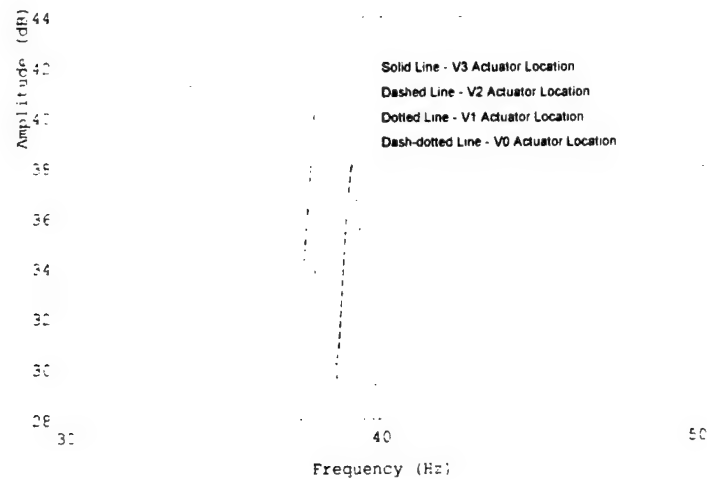 Amplitude (dB)
44
42
40
38
36
34
32
30
28
Solid Line - V3 Actuator Location
Dashed Line - V2 Actuator Location
Dotted Line - V1 Actuator Location
Dash-dotted Line - V0 Actuator Location
30
40
50
Frequency (Hz)